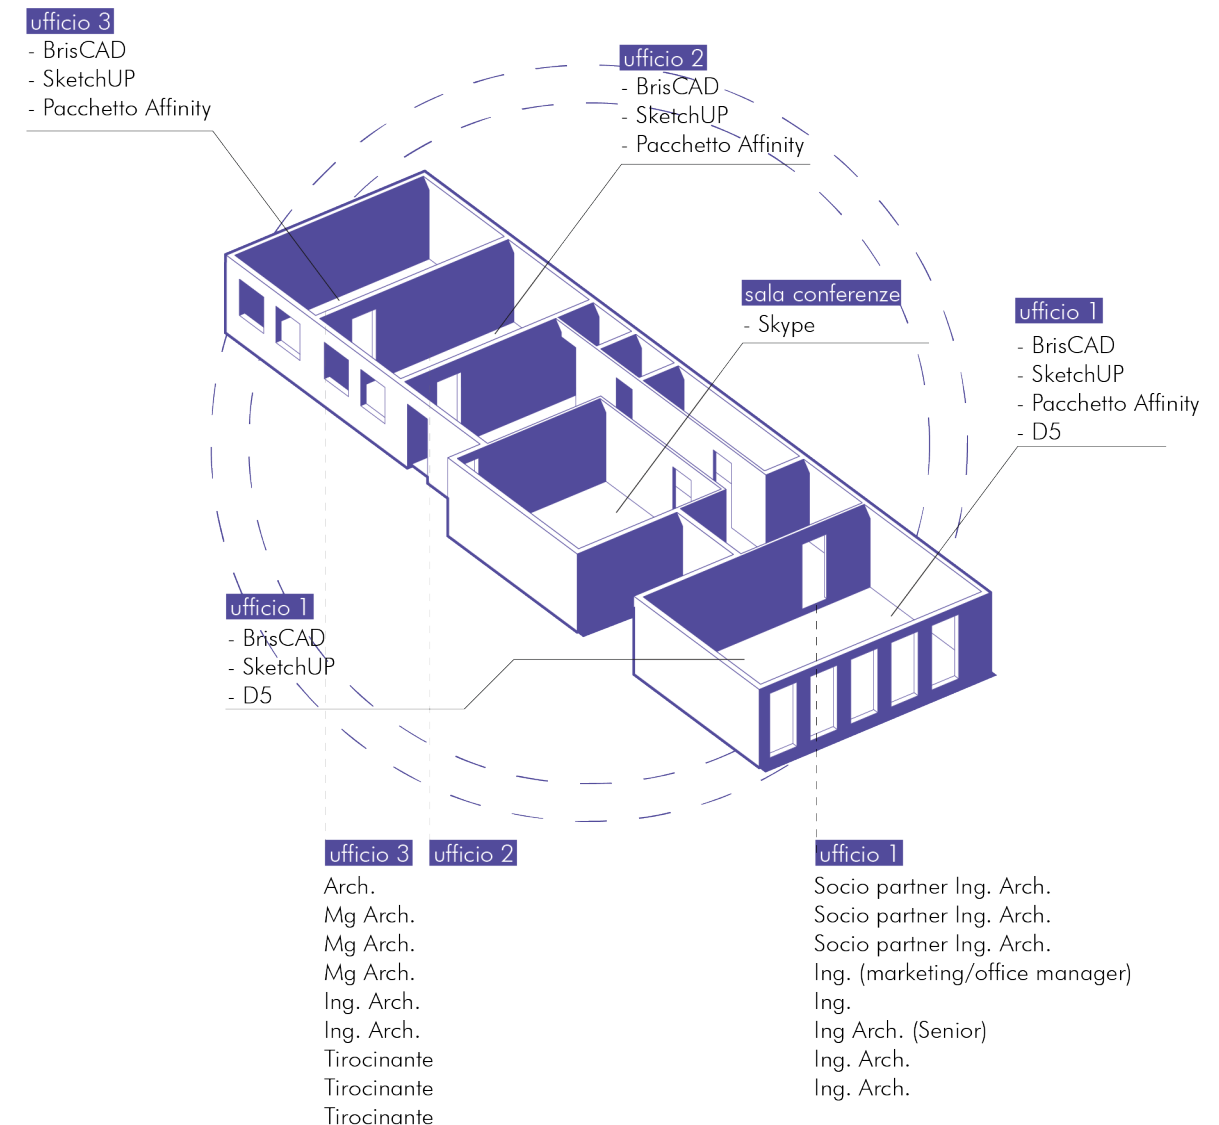 ufficio 3
- BrisCAD
- SketchUP
- Pacchetto Affinity
ufficio 2
- BrisCAD
- SketchUP
- Pacchetto Affinity
sala conferenze
- Skype
ufficio 1
- BrisCAD
- SketchUP
- Pacchetto Affinity
- D5
ufficio 1
- BrisCAD
- SketchUP
- D5
ufficio 3
ufficio 2
Arch.
Mg Arch.
Mg Arch.
Mg Arch.
Ing. Arch.
Ing. Arch.
Tirocinante
Tirocinante
Tirocinante
ufficio 1
Socio partner Ing. Arch.
Socio partner Ing. Arch.
Socio partner Ing. Arch.
Ing. (marketing/office manager)
Ing.
Ing Arch. (Senior)
Ing. Arch.
Ing. Arch.